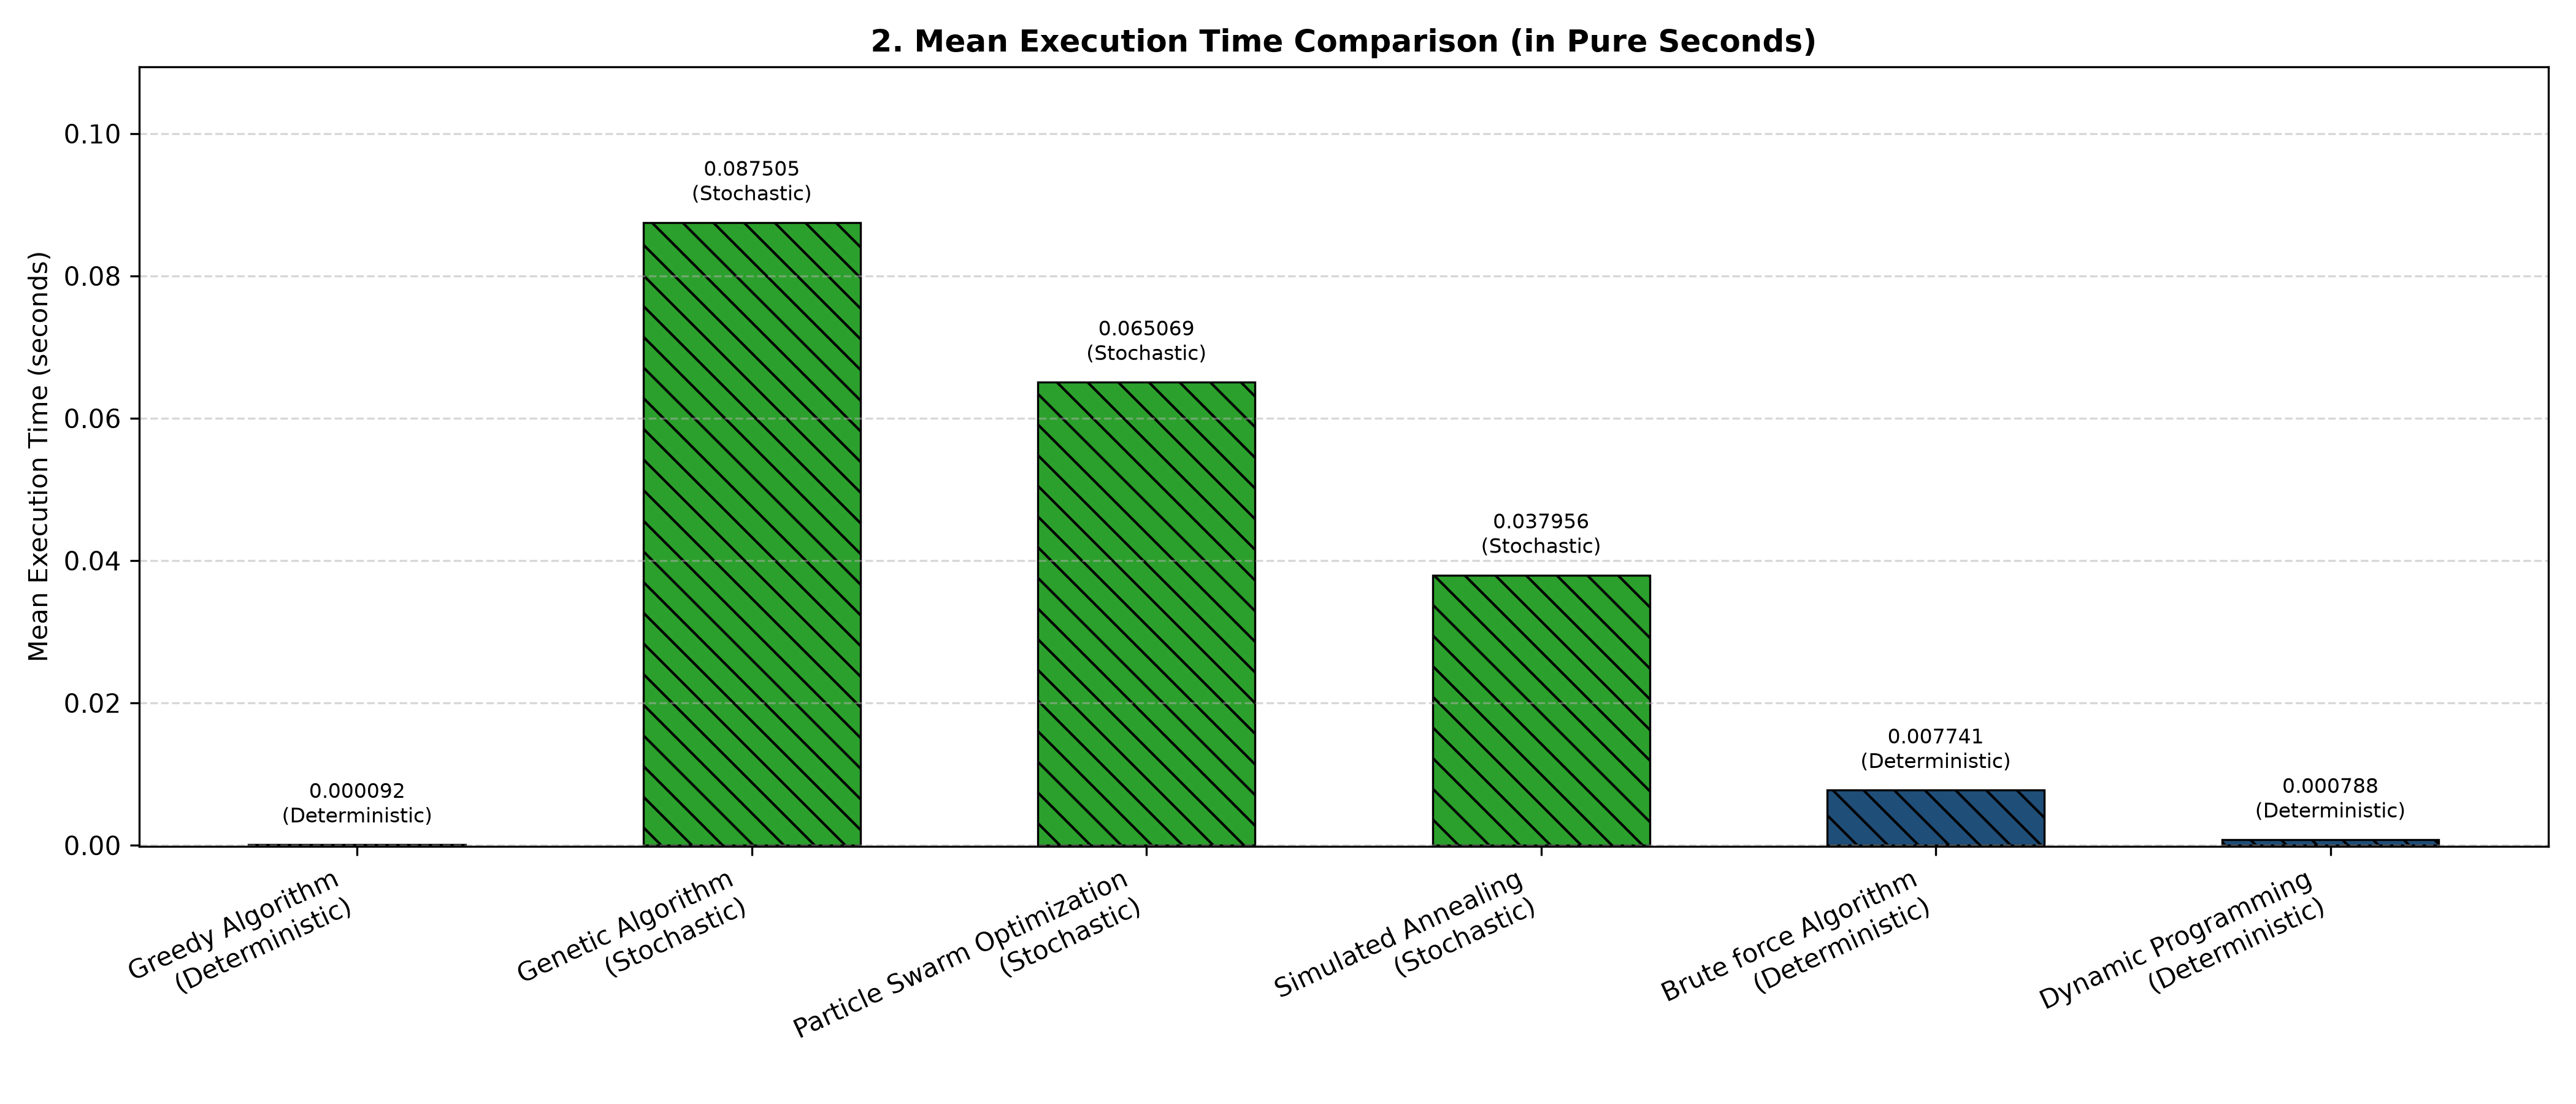 2. Mean Execution Time Comparison (in Pure Seconds)
Mean Execution Time (seconds)
0.10
0.08
0.06
0.04
0.02
0.00
0.000092
(Deterministic)
0.087505
(Stochastic)
0.065069
(Stochastic)
0.037956
(Stochastic)
0.007741
(Deterministic)
0.000788
(Deterministic)
Greedy Algorithm
(Deterministic)
Genetic Algorithm
(Stochastic)
Particle Swarm Optimization
(Stochastic)
Simulated Annealing
(Stochastic)
Brute force Algorithm
(Deterministic)
Dynamic Programming
(Deterministic)